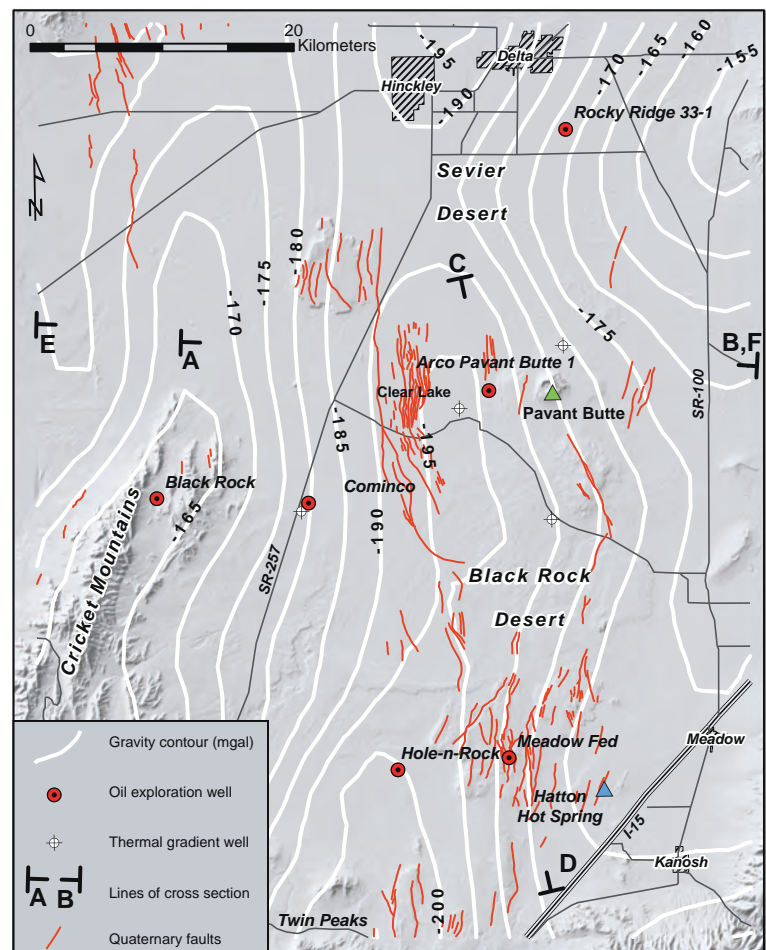 20
Kilometers
-195
-190
Hinckley
Delta
-170
-165
-160
-155
Rocky Ridge 33-1
Sevier
Desert
-180
-175
-170
C
-175
E
A
B,F
SR-100
Arco Pavant Butte 1
Clear Lake
Pavant Butte
-185
-195
Black Rock
-165
Cominco
-190
Cricket Mountains
SR-257
Black Rock
Desert
N
0
Gravity contour (mgal)
Oil exploration well
Thermal gradient well
A B
Lines of cross section
Quaternary faults
Hole-n-Rock
Meadow Fed
Meadow
Hatton
Hot Spring
I-15
Kanosh
D
Twin Peaks
-200